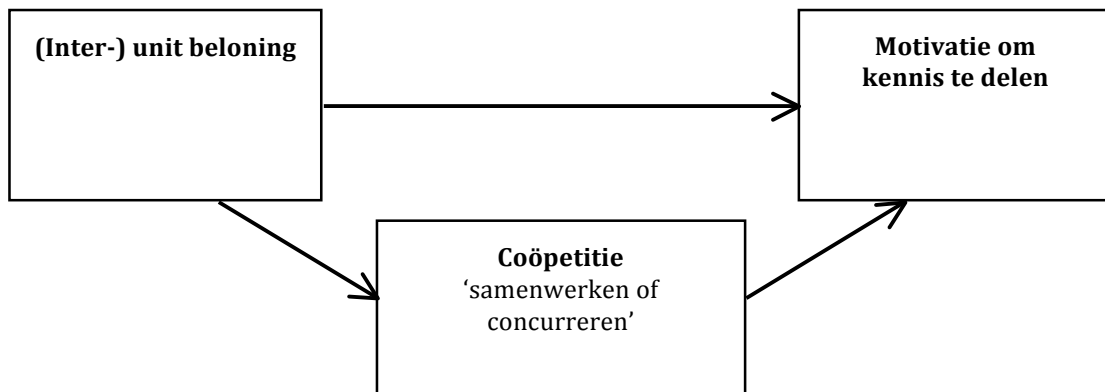 (Inter-) unit beloning
Motivatie om
kennis te delen
Coöpetitie
‘samenwerken of
concurreren’